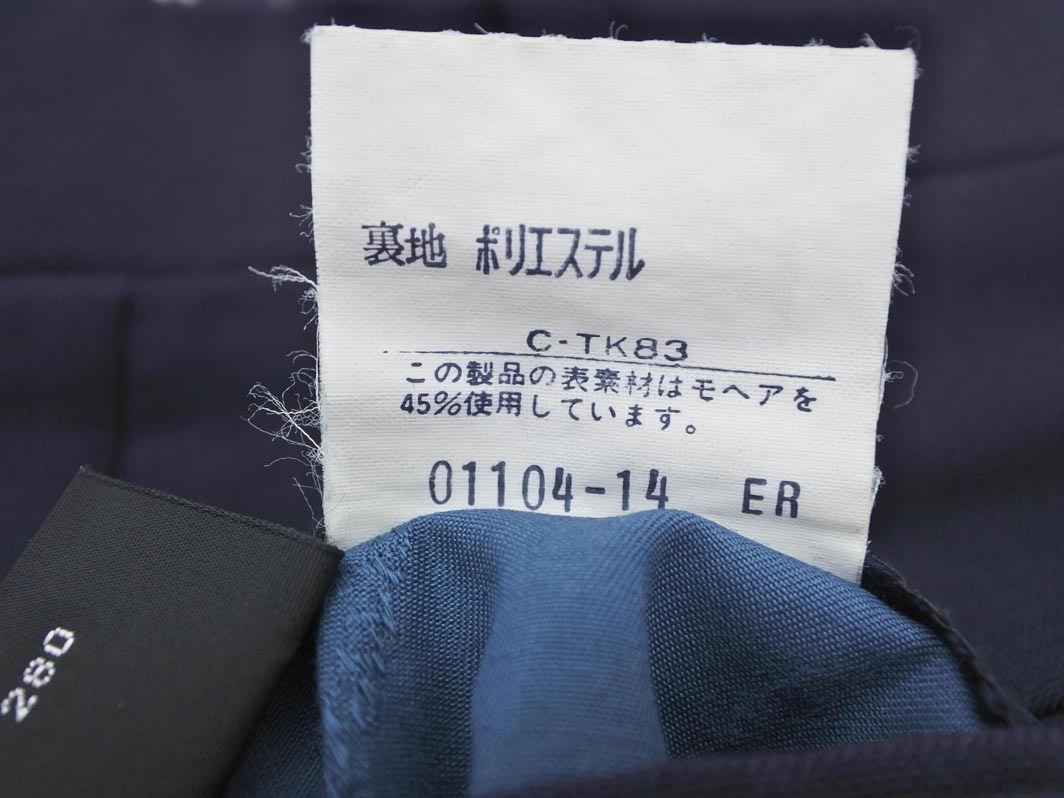 裏地 ポリエステル
C-TK83
この製品の表素材はモヘアを
45%使用しています。
01104-14 ER
280